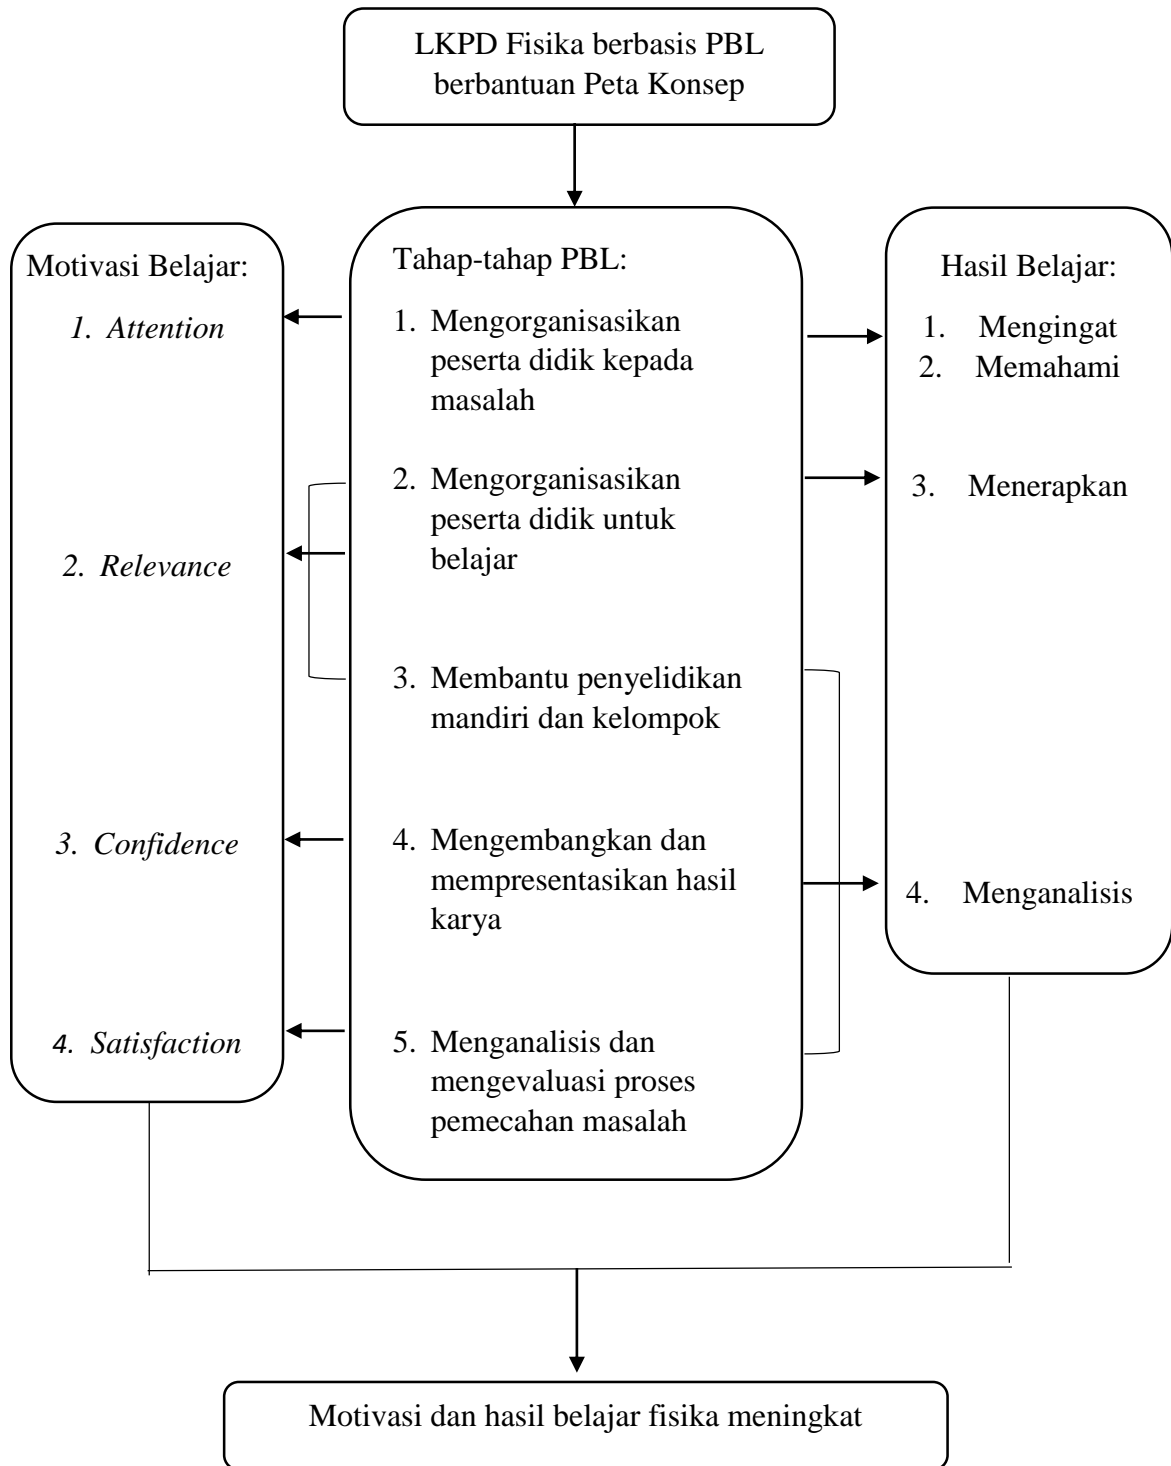 LKPD Fisika berbasis PBL
berbantuan Peta Konsep
Motivasi Belajar:
1. Attention
2. Relevance
3. Confidence
4. Satisfaction
Tahap-tahap PBL:
1. Mengorganisasikan
peserta didik kepada
masalah
2. Mengorganisasikan
peserta didik untuk
belajar
3. Membantu penyelidikan
mandiri dan kelompok
4. Mengembangkan dan
mempresentasikan hasil
karya
5. Menganalisis dan
mengevaluasi proses
pemecahan masalah
Hasil Belajar:
1. Mengingat
2. Memahami
3. Menerapkan
4. Menganalisis
Motivasi dan hasil belajar fisika meningkat